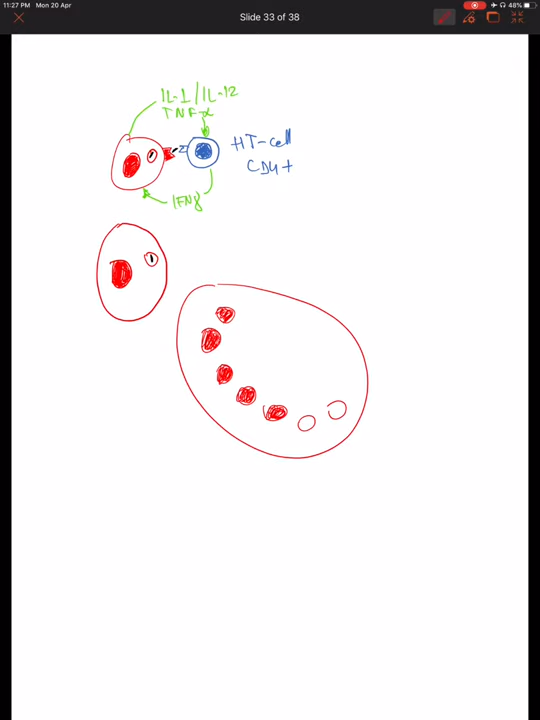 11:27 PM Mon 20 Apr
48%
Slide 33 of 38
IL-1/IL-12
TNF-α
HT-cell
CD4+
IFNγ